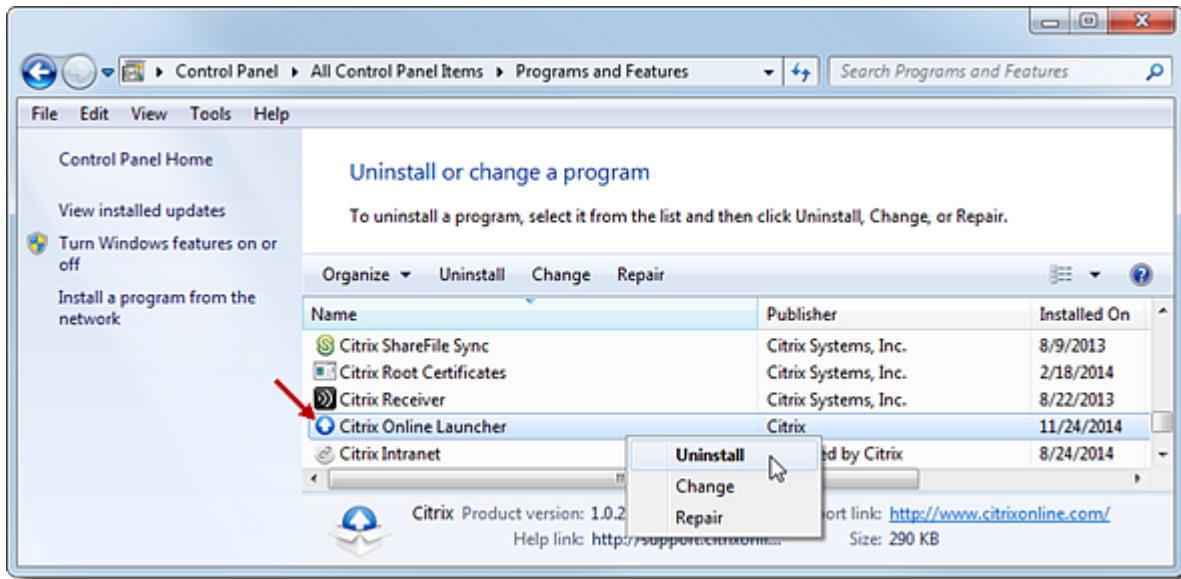 Control Panel All Control Panel Items Programs and Features Search Programs and Features
File Edit View Tools Help
Control Panel Home
View installed updates
Turn Windows features on or
off
Install a program from the
network
Uninstall or change a program
To uninstall a program, select it from the list and then click Uninstall, Change, or Repair.
Organize Uninstall Change Repair
Name Publisher Installed On
Citrix ShareFile Sync Citrix Systems, Inc. 8/9/2013
Citrix Root Certificates Citrix Systems, Inc. 2/18/2014
Citrix Receiver Citrix Systems, Inc. 8/22/2013
Citrix Online Launcher Citrix 11/24/2014
Citrix Intranet by Citrix 8/24/2014
Uninstall
Change
Repair
Citrix Product version: 1.0.2 link: http://www.citrixonline.com/
Help link: Size: 290 KB